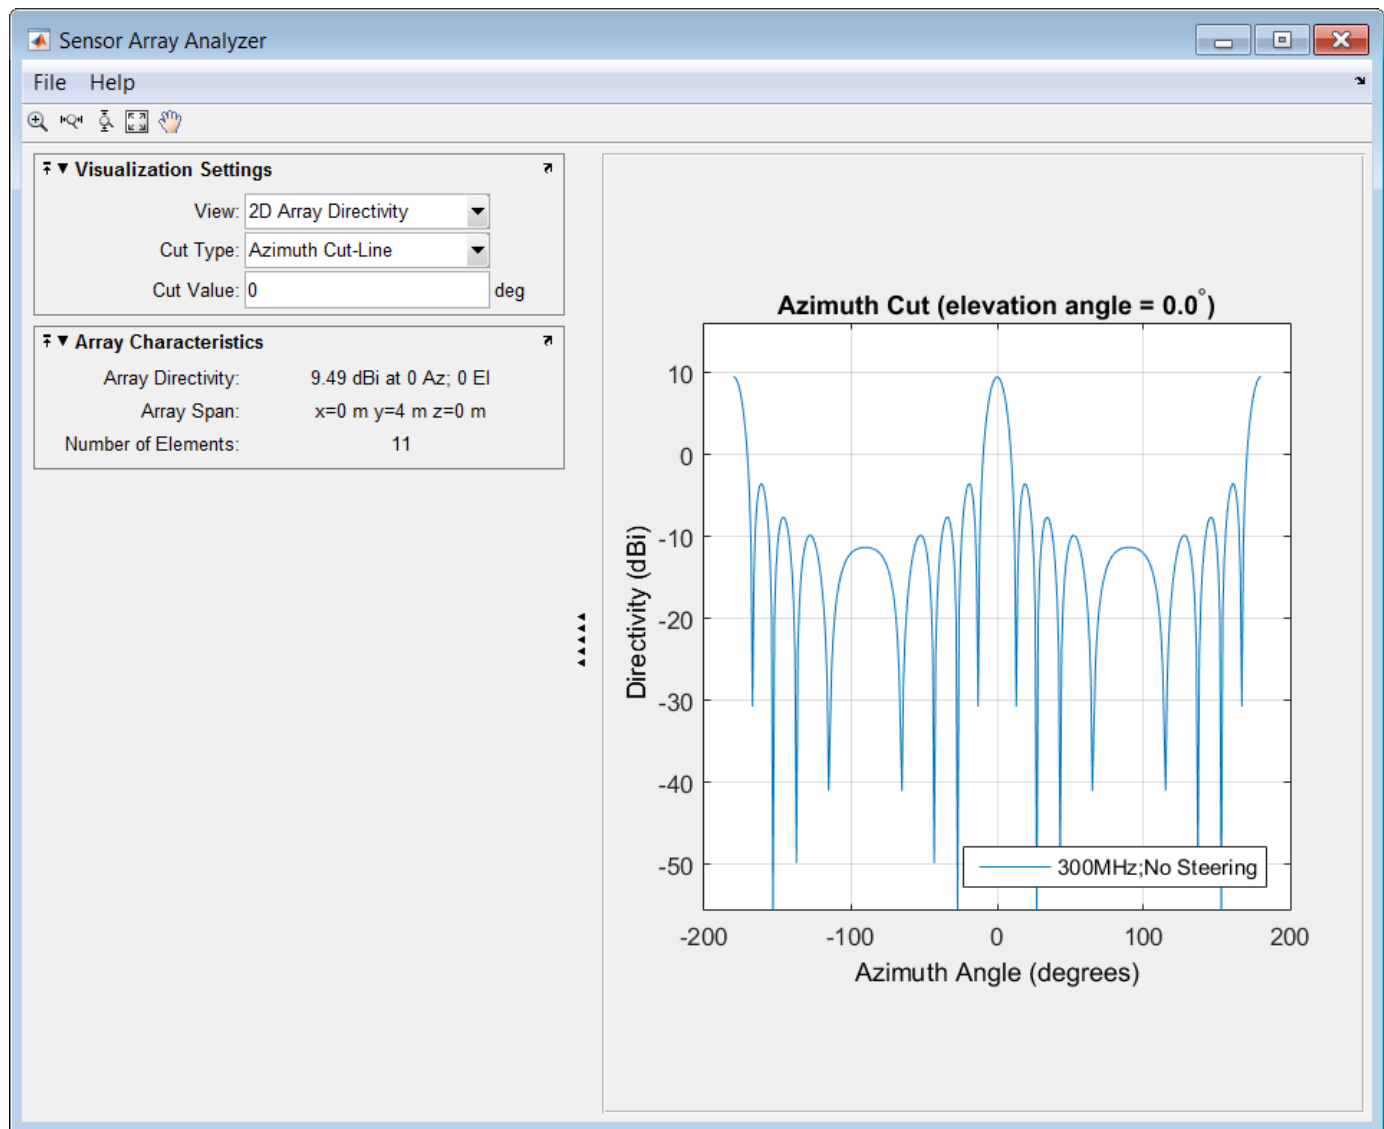 Sensor Array Analyzer
File Help
Visualization Settings
View: 2D Array Directivity
Cut Type: Azimuth Cut-Line
Cut Value: 0 deg
Array Characteristics
Array Directivity: 9.49 dBi at 0 Az; 0 El
Array Span: x=0 m y=4 m z=0 m
Number of Elements: 11
Azimuth Cut (elevation angle = 0.0°)
10
0
-10
-20
-30
-40
-50
Directivity (dBi)
300MHz;No Steering
-200 -100 0 100 200
Azimuth Angle (degrees)